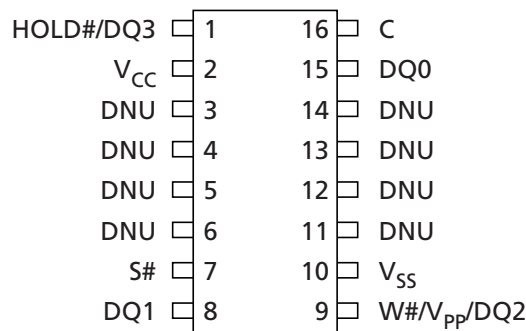 HOLD#/DQ3 1 16 C
VCC 2 15 DQ0
DNU 3 14 DNU
DNU 4 13 DNU
DNU 5 12 DNU
DNU 6 11 DNU
S# 7 10 VSS
DQ1 8 9 W#/VPP/DQ2